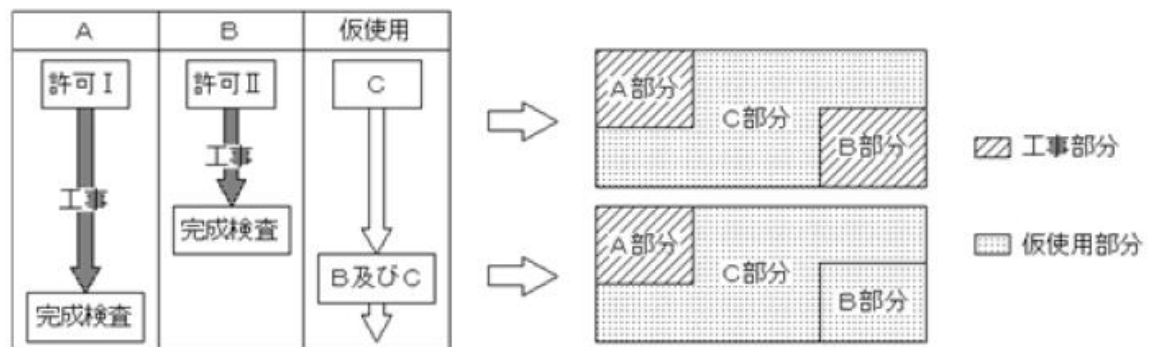 A
B
仮使用
許可Ⅰ
工事
完成検査
許可Ⅱ
工事
完成検査
C
B及びC
A部分
C部分
B部分
A部分
C部分
B部分
工事部分
仮使用部分